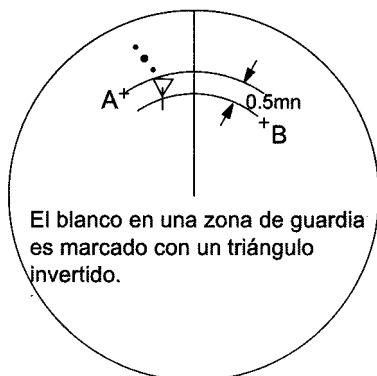 A
0.5mn
B
El blanco en una zona de guardia
es marcado con un triángulo
invertido.